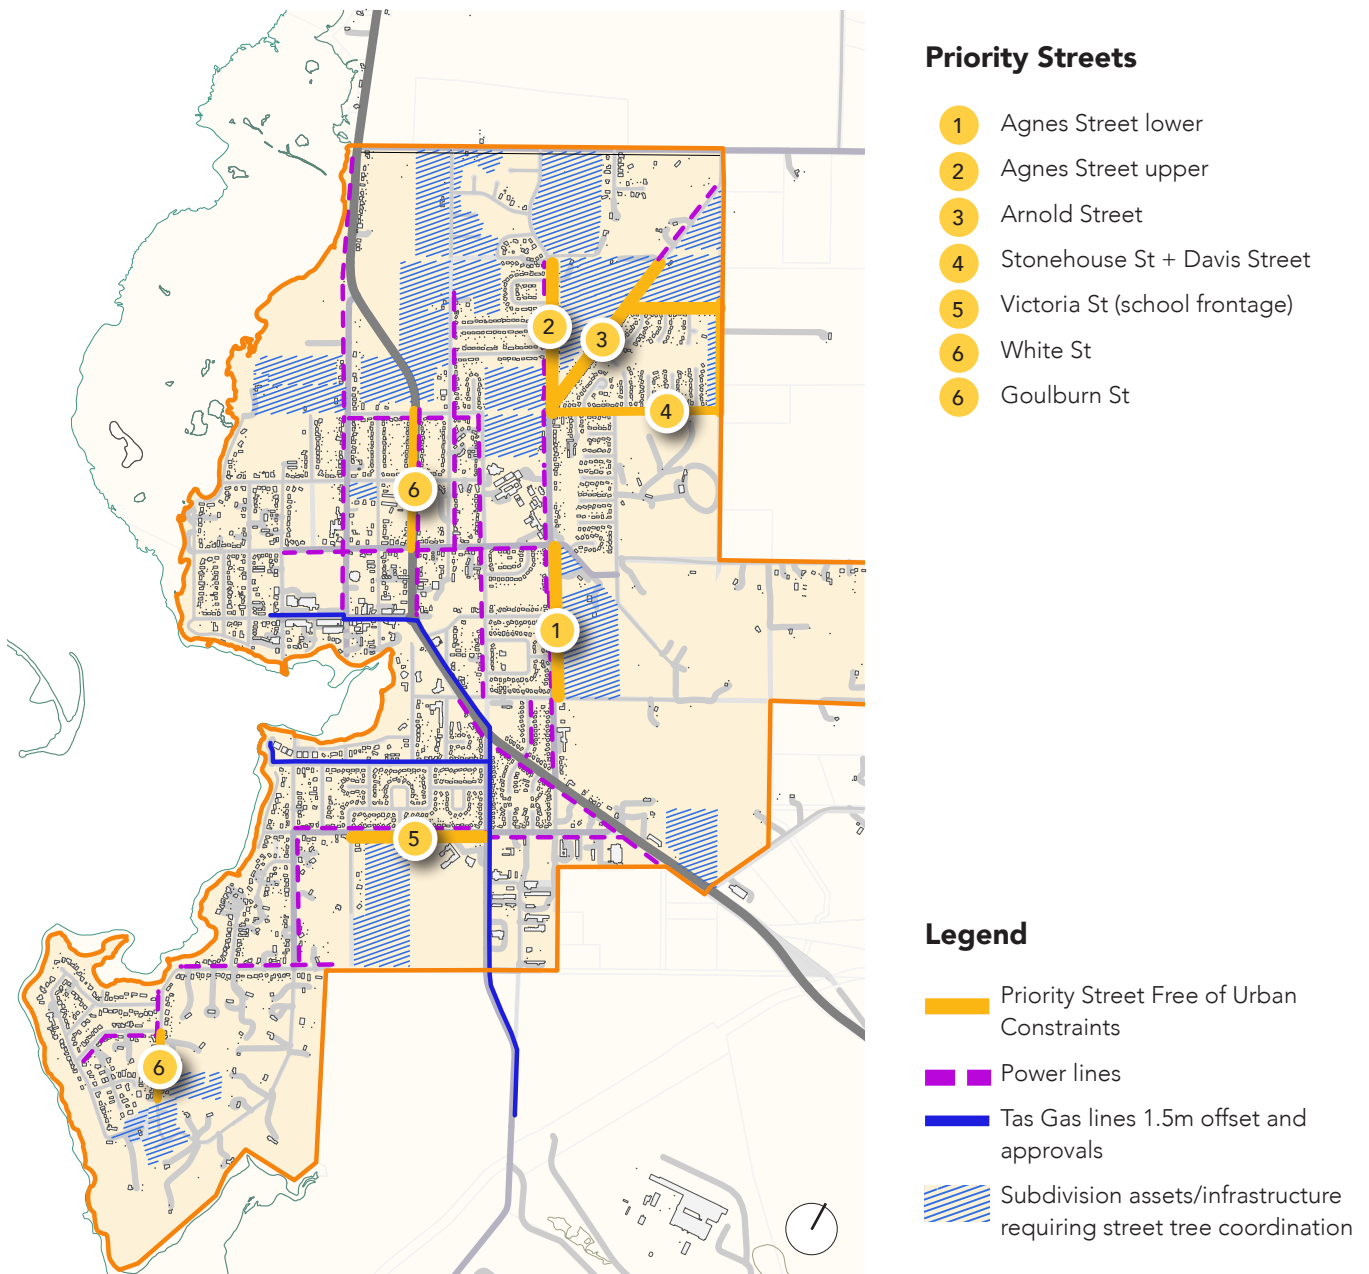 Priority Streets
1 Agnes Street lower
2 Agnes Street upper
3 Arnold Street
4 Stonehouse St + Davis Street
5 Victoria St (school frontage)
6 White St
6 Goulburn St
2
3
4
6
1
5
6
Legend
Priority Street Free of Urban
Constraints
Power lines
Tas Gas lines 1.5m offset and
approvals
Subdivision assets/infrastructure
requiring street tree coordination